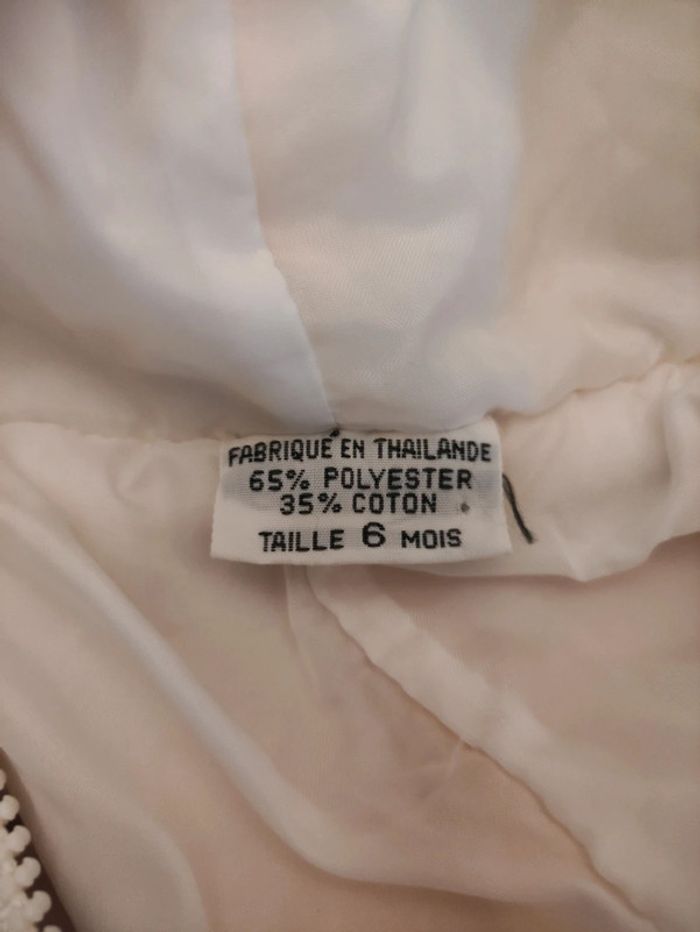 FABRIQUÉ EN THAILANDE
65% POLYESTER
35% COTON
TAILLE 6 MOIS